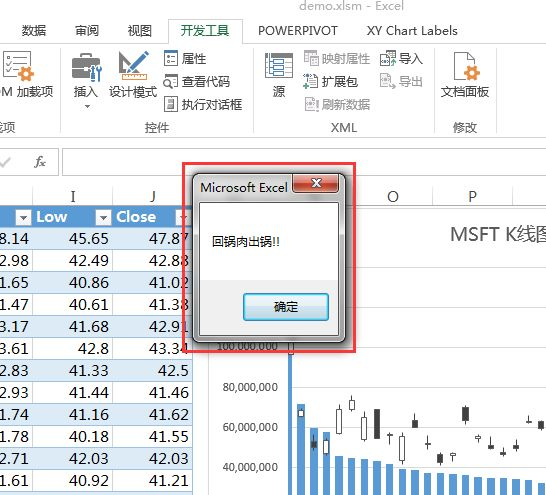 demo.xlsm - Excel
数据
审阅
视图
开发工具
POWERPIVOT
XY Chart Labels
OM 加载项
插入
设计模式
属性
查看代码
执行对话框
源
映射属性
扩展包
刷新数据
导入
导出
文档面板
载项
控件
XML
修改
fx
I J O P
Low Close
8.14 45.65 47.87
2.98 42.49 42.88
1.65 40.86 41.02
1.47 40.61 41.38
3.17 41.68 42.91
3.61 42.8 43.34
2.83 41.33 42.5
2.93 41.44 41.46
1.74 41.16 41.62
1.78 40.18 41.55
2.71 42.03 42.03
1.61 40.92 41.21
Microsoft Excel
回锅肉出锅!!
确定
MSFT K线图
100,000,000
80,000,000
60,000,000
40,000,000